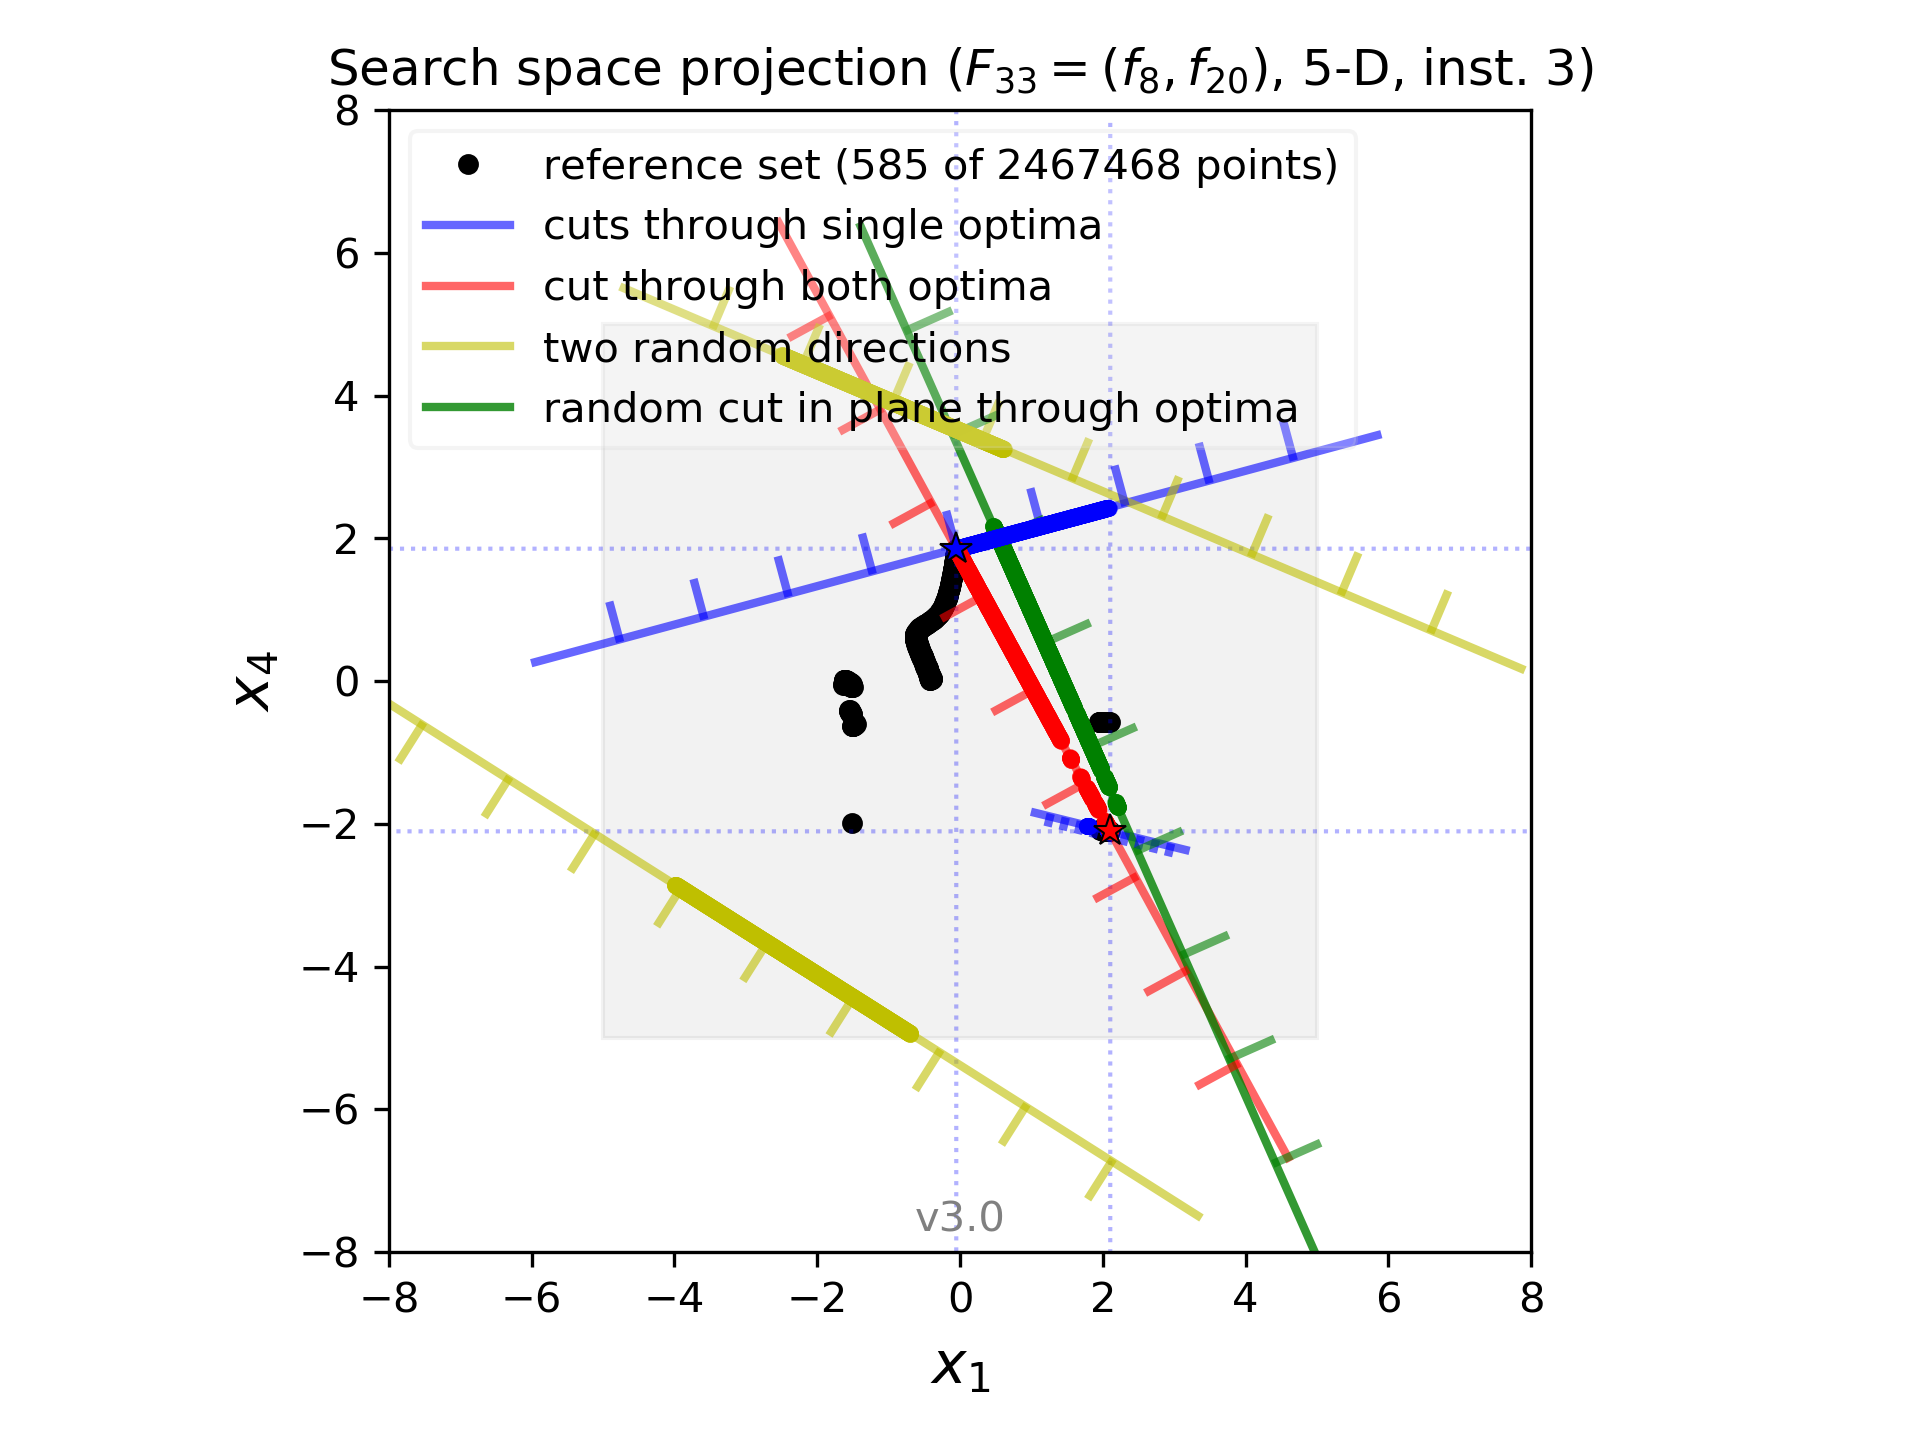 Search space projection (F₃₃ = (f₈, f₂₀), 5-D, inst. 3)
reference set (585 of 2467468 points)
cuts through single optima
cut through both optima
two random directions
random cut in plane through optima
8
6
4
2
0
−2
−4
−6
−8
x₄
v3.0
−8 −6 −4 −2 0 2 4 6 8
x₁